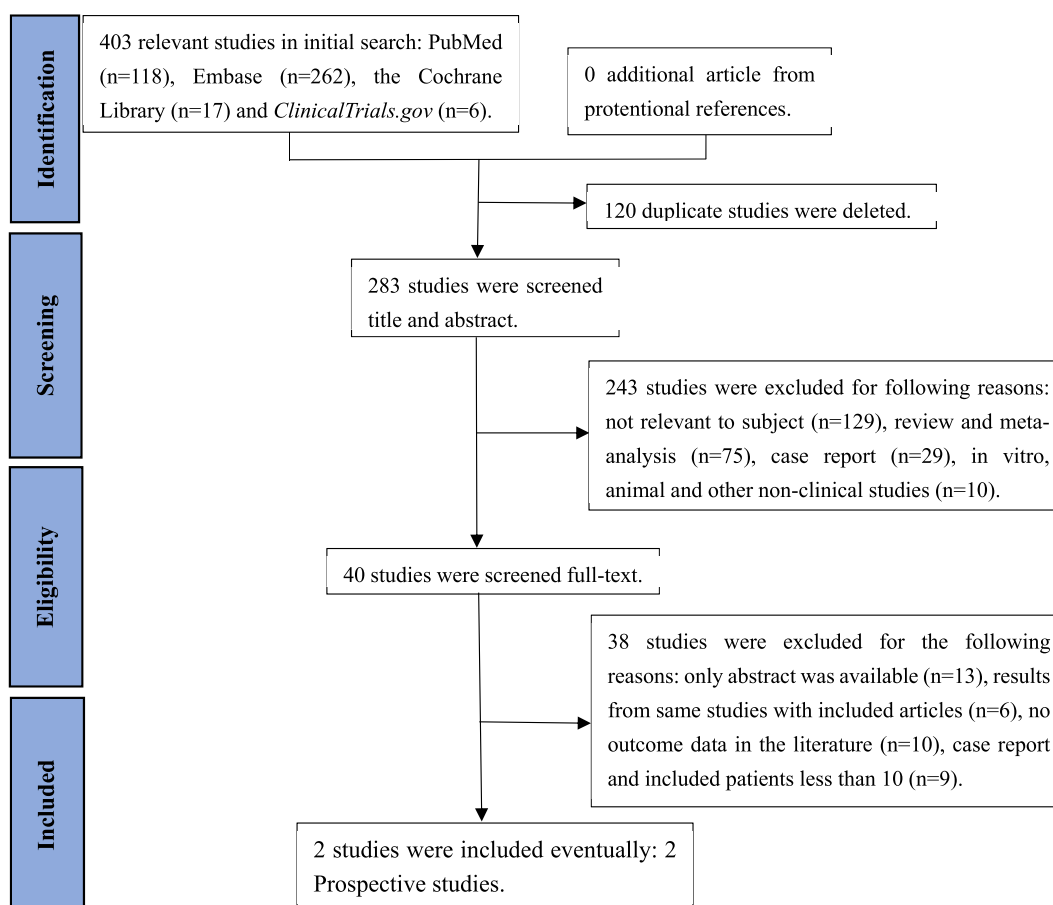 Identification
403 relevant studies in initial search: PubMed
(n=118), Embase (n=262), the Cochrane
Library (n=17) and ClinicalTrials.gov (n=6).
0 additional article from
protentional references.
120 duplicate studies were deleted.
Screening
283 studies were screened
title and abstract.
243 studies were excluded for following reasons:
not relevant to subject (n=129), review and meta-
analysis (n=75), case report (n=29), in vitro,
animal and other non-clinical studies (n=10).
Eligibility
40 studies were screened full-text.
38 studies were excluded for the following
reasons: only abstract was available (n=13), results
from same studies with included articles (n=6), no
outcome data in the literature (n=10), case report
and included patients less than 10 (n=9).
Included
2 studies were included eventually: 2
Prospective studies.